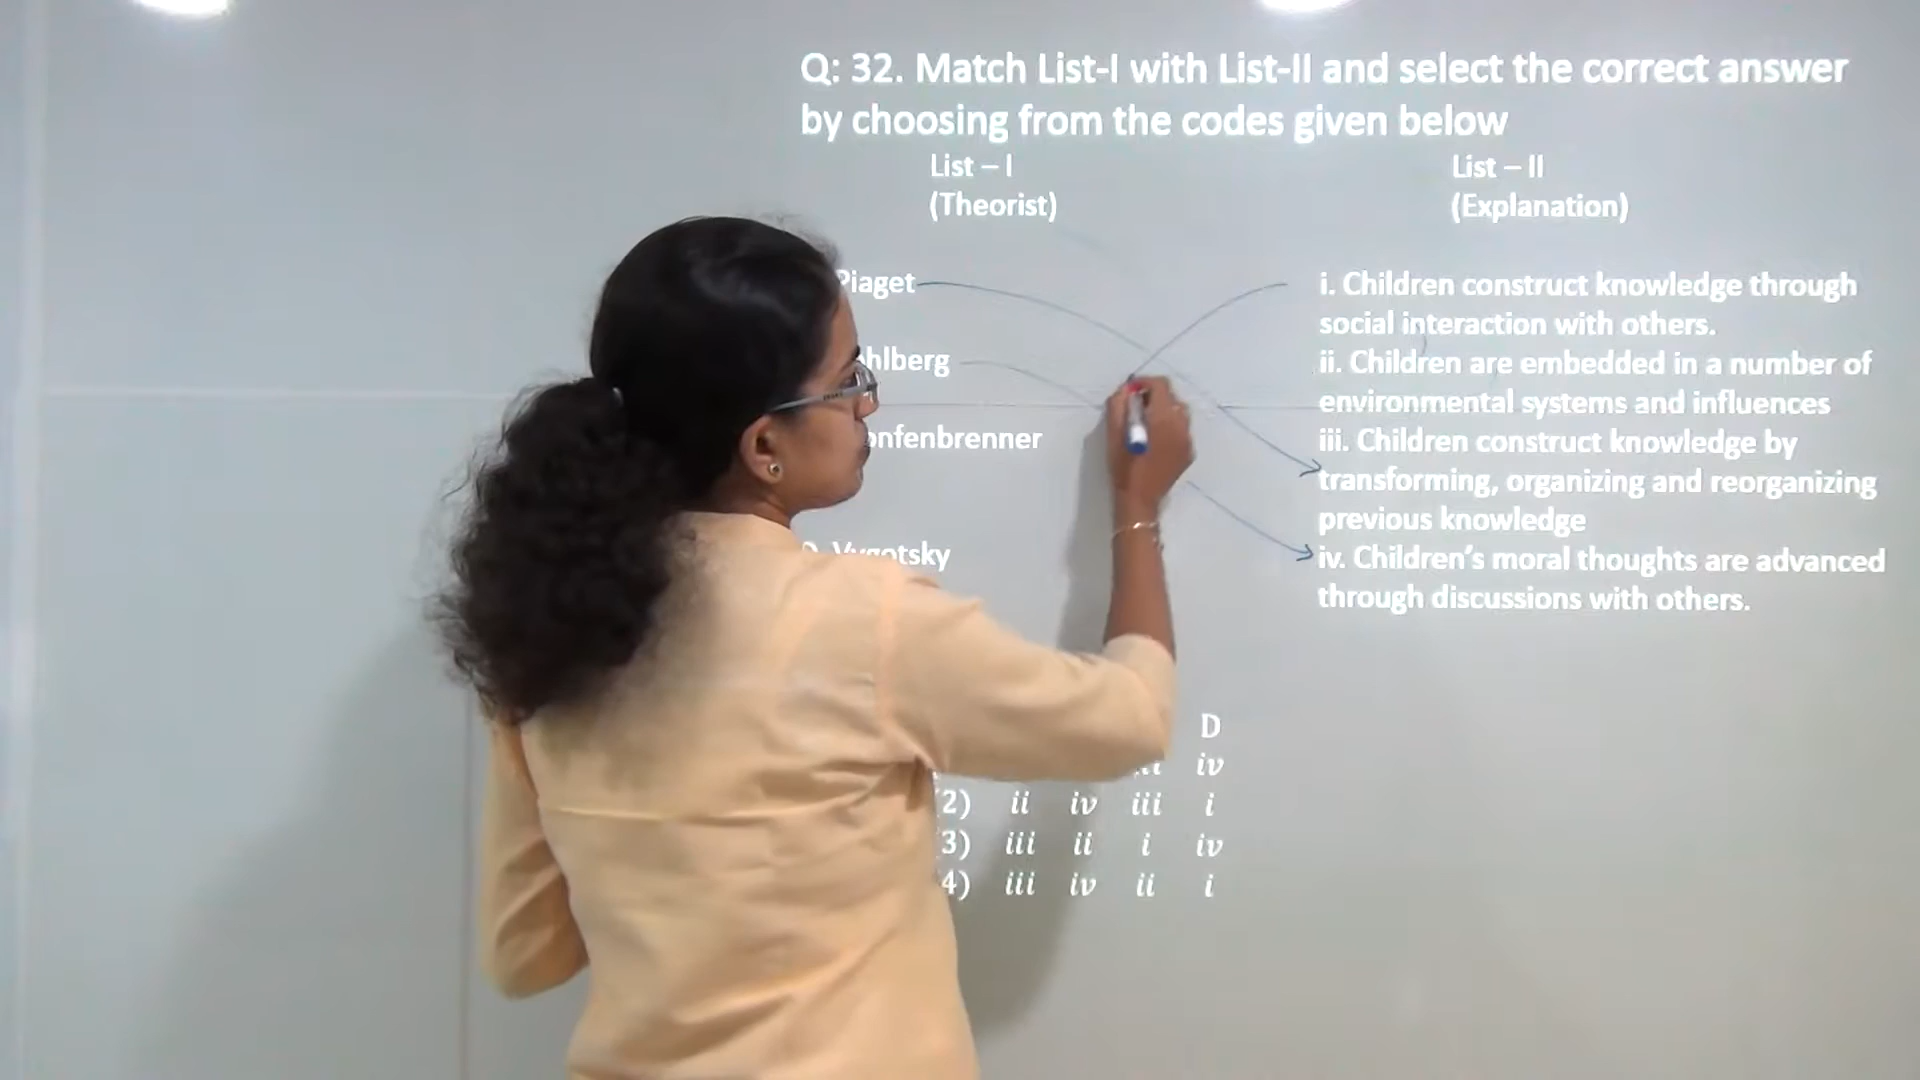 Q: 32. Match List-I with List-II and select the correct answer
by choosing from the codes given below
List – I
List – II
(Theorist)
(Explanation)
Piaget
i. Children construct knowledge through
social interaction with others.
ii. Children are embedded in a number of
environmental systems and influences
iii. Children construct knowledge by
transforming, organizing and reorganizing
previous knowledge
D. Vygotsky
iv. Children's moral thoughts are advanced
through discussions with others.
D
iv
(2) ii iv iii i
(3) iii ii i iv
(4) iii iv ii i